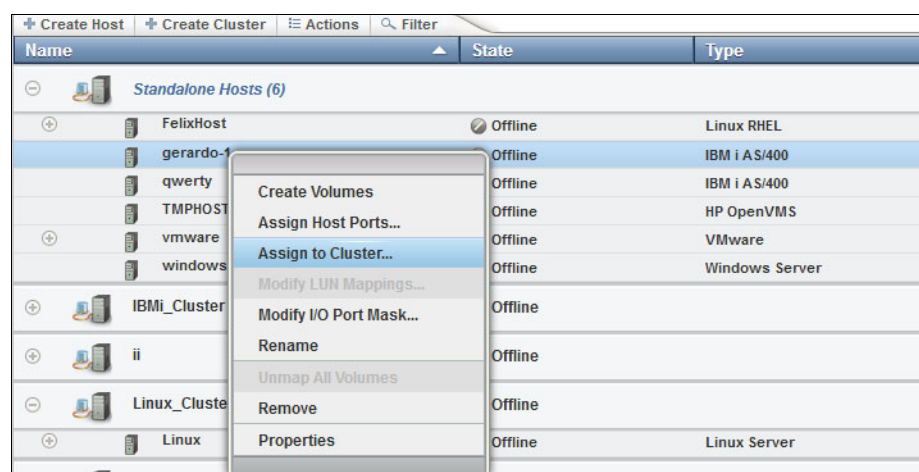 Create Host Create Cluster Actions Filter
Name State Type
Standalone Hosts (6)
FelixHost Offline Linux RHEL
gerardo-1 Offline IBM i AS/400
qwerty Offline IBM i AS/400
TMPHOST Offline HP OpenVMS
vmware Offline VMware
windows Offline Windows Server
IBMi_Cluster Offline
ii Offline
Linux_Cluste Offline
Linux Offline Linux Server
Create Volumes
Assign Host Ports...
Assign to Cluster...
Modify LUN Mappings...
Modify I/O Port Mask...
Rename
Unmap All Volumes
Remove
Properties